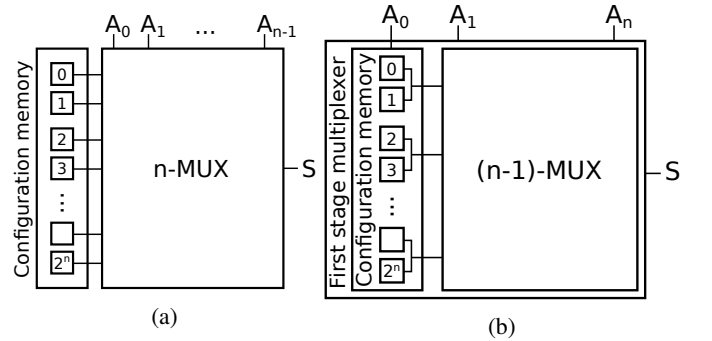 A₀ A₁ ... Aₙ₋₁
Configuration memory
0
1
2
3
...
2ⁿ
n-MUX
S
(a)
A₀ A₁ Aₙ
First stage multiplexer
Configuration memory
0
1
2
3
...
2ⁿ
(n-1)-MUX
S
(b)